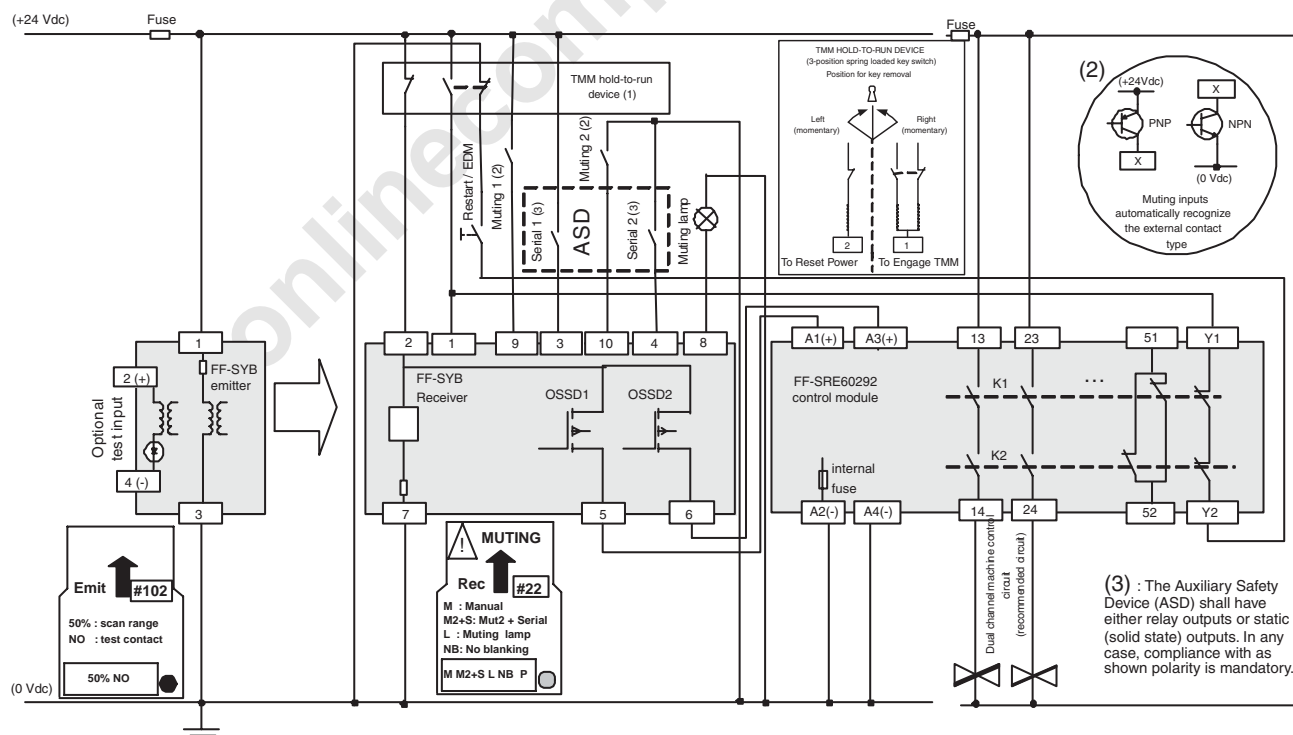 onlinecomp
(+24 Vdc)
Fuse
Fuse
TMM hold-to-run
device (1)
Restart / EDM
Muting 1 (2)
Serial 1 (3)
ASD
Muting 2 (2)
Serial 2 (3)
Muting lamp
TMM HOLD-TO-RUN DEVICE
(3-position spring loaded key switch)
Position for key removal
Left
(momentary)
Right
(momentary)
2
1
To Reset Power
To Engage TMM
(2)
(+24Vdc)
PNP
X
X
NPN
(0 Vdc)
Muting inputs
automatically recognize
the external contact
type
1
2 (+)
FF-SYB
emitter
Optional
test input
4 (-)
3
2
1
9
3
10
4
8
FF-SYB
Receiver
OSSD1
OSSD2
7
5
6
A1(+)
A3(+)
13
23
51
Y1
FF-SRE60292
control module
K1
...
K2
internal
fuse
A2(-)
A4(-)
14
24
52
Y2
Dual channel machine control
circuit
(recommended circuit)
Emit
#102
50% : scan range
NO : test contact
50% NO
! MUTING
Rec
#22
M : Manual
M2+S: Mut2 + Serial
L : Muting lamp
NB: No blanking
M M2+S L NB P
(3) : The Auxiliary Safety
Device (ASD) shall have
either relay outputs or static
(solid state) outputs. In any
case, compliance with as
shown polarity is mandatory.
(0 Vdc)